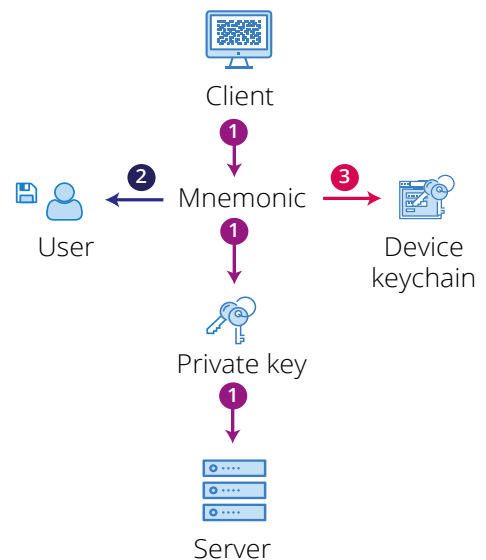 Client
1
2
Mnemonic
3
User
1
Device
keychain
Private key
1
Server